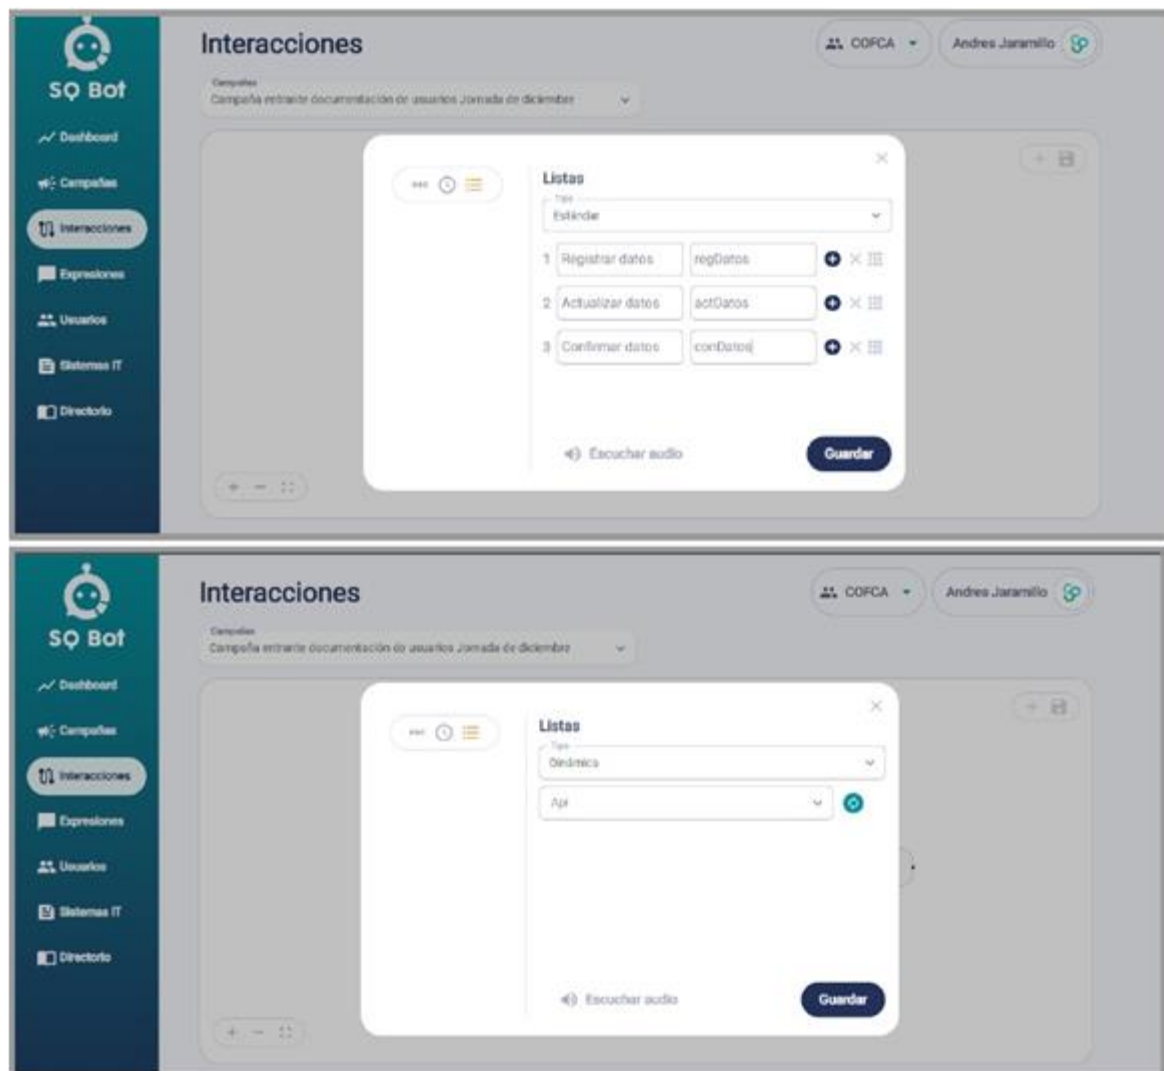 Interacciones
COFCA
Andres Jaramillo
SQ Bot
Campañas
Campaña entrante documentación de usuarios Jornada de diciembre
Dashboard
Campañas
Interacciones
Expresiones
Usuarios
Sistemas IT
Directorio
Listas
Tipo
Estándar
1 Registrar datos regDatos
2 Actualizar datos actDatos
3 Confirmar datos conDatos
Escuchar audio
Guardar
Interacciones
COFCA
Andres Jaramillo
SQ Bot
Campañas
Campaña entrante documentación de usuarios Jornada de diciembre
Dashboard
Campañas
Interacciones
Expresiones
Usuarios
Sistemas IT
Directorio
Listas
Tipo
Dinámica
Api
Escuchar audio
Guardar